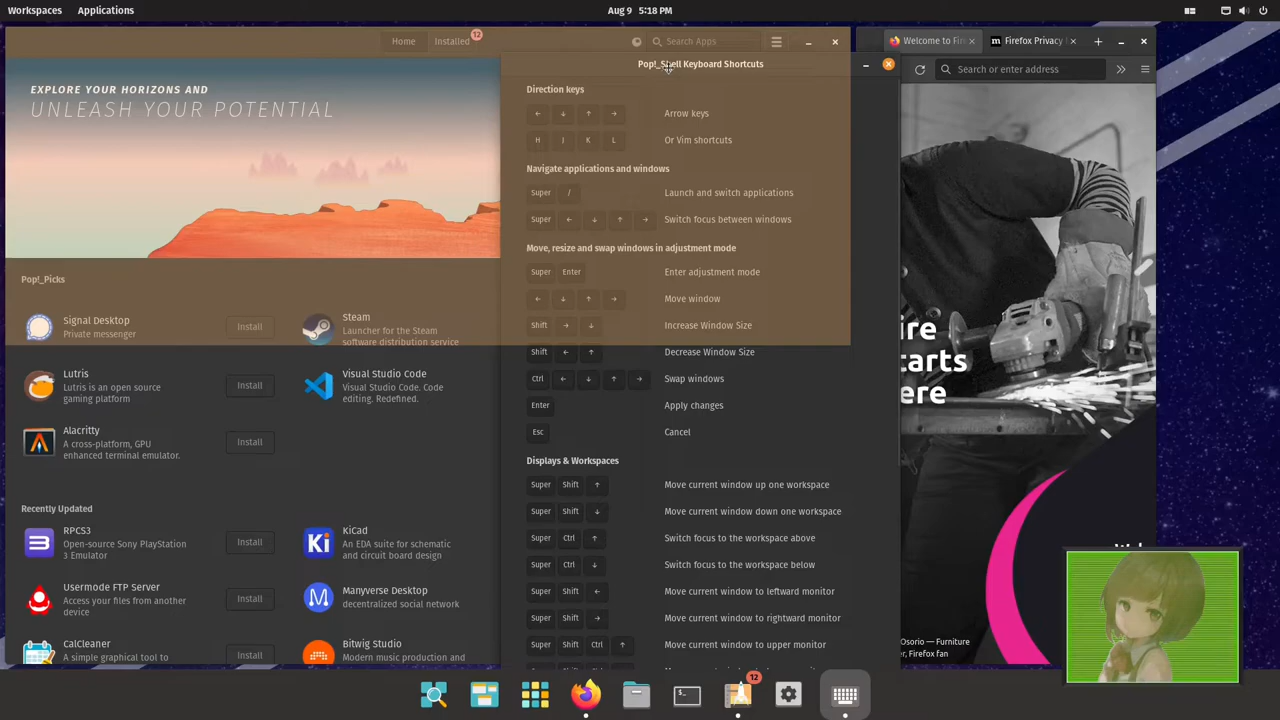 Workspaces Applications Aug 9 5:18 PM
Home Installed 12 Search Apps
EXPLORE YOUR HORIZONS AND
UNLEASH YOUR POTENTIAL
Pop!_Picks
Signal Desktop
Private messenger
Install
Steam
Launcher for the Steam
software distribution service
Lutris
Lutris is an open source
gaming platform
Install
Visual Studio Code
Visual Studio Code. Code
editing. Redefined.
Alacritty
A cross-platform, GPU
enhanced terminal emulator.
Install
Recently Updated
RPCS3
Open-source Sony PlayStation
3 Emulator
Install
KiCad
An EDA suite for schematic
and circuit board design
Usermode FTP Server
Access your files from another
device
Install
Manyverse Desktop
decentralized social network
CalCleaner
A simple graphical tool to
Install
Bitwig Studio
Modern music production and
Pop!_Shell Keyboard Shortcuts
Direction keys
← ↓ ↑ → Arrow keys
H J K L Or Vim shortcuts
Navigate applications and windows
Super / Launch and switch applications
Super ← ↓ ↑ → Switch focus between windows
Move, resize and swap windows in adjustment mode
Super Enter Enter adjustment mode
← ↓ ↑ → Move window
Shift → ↓ Increase Window Size
Shift ← ↑ Decrease Window Size
Ctrl ← ↓ ↑ → Swap windows
Enter Apply changes
Esc Cancel
Displays & Workspaces
Super Shift ↑ Move current window up one workspace
Super Shift ↓ Move current window down one workspace
Super Ctrl ↑ Switch focus to the workspace above
Super Ctrl ↓ Switch focus to the workspace below
Super Shift ← Move current window to leftward monitor
Super Shift → Move current window to rightward monitor
Super Shift Ctrl ↑ Move current window to upper monitor
Welcome to Fir Firefox Privacy
Search or enter address
ire
tarts
ere
Osorio — Furniture
r, Firefox fan
12